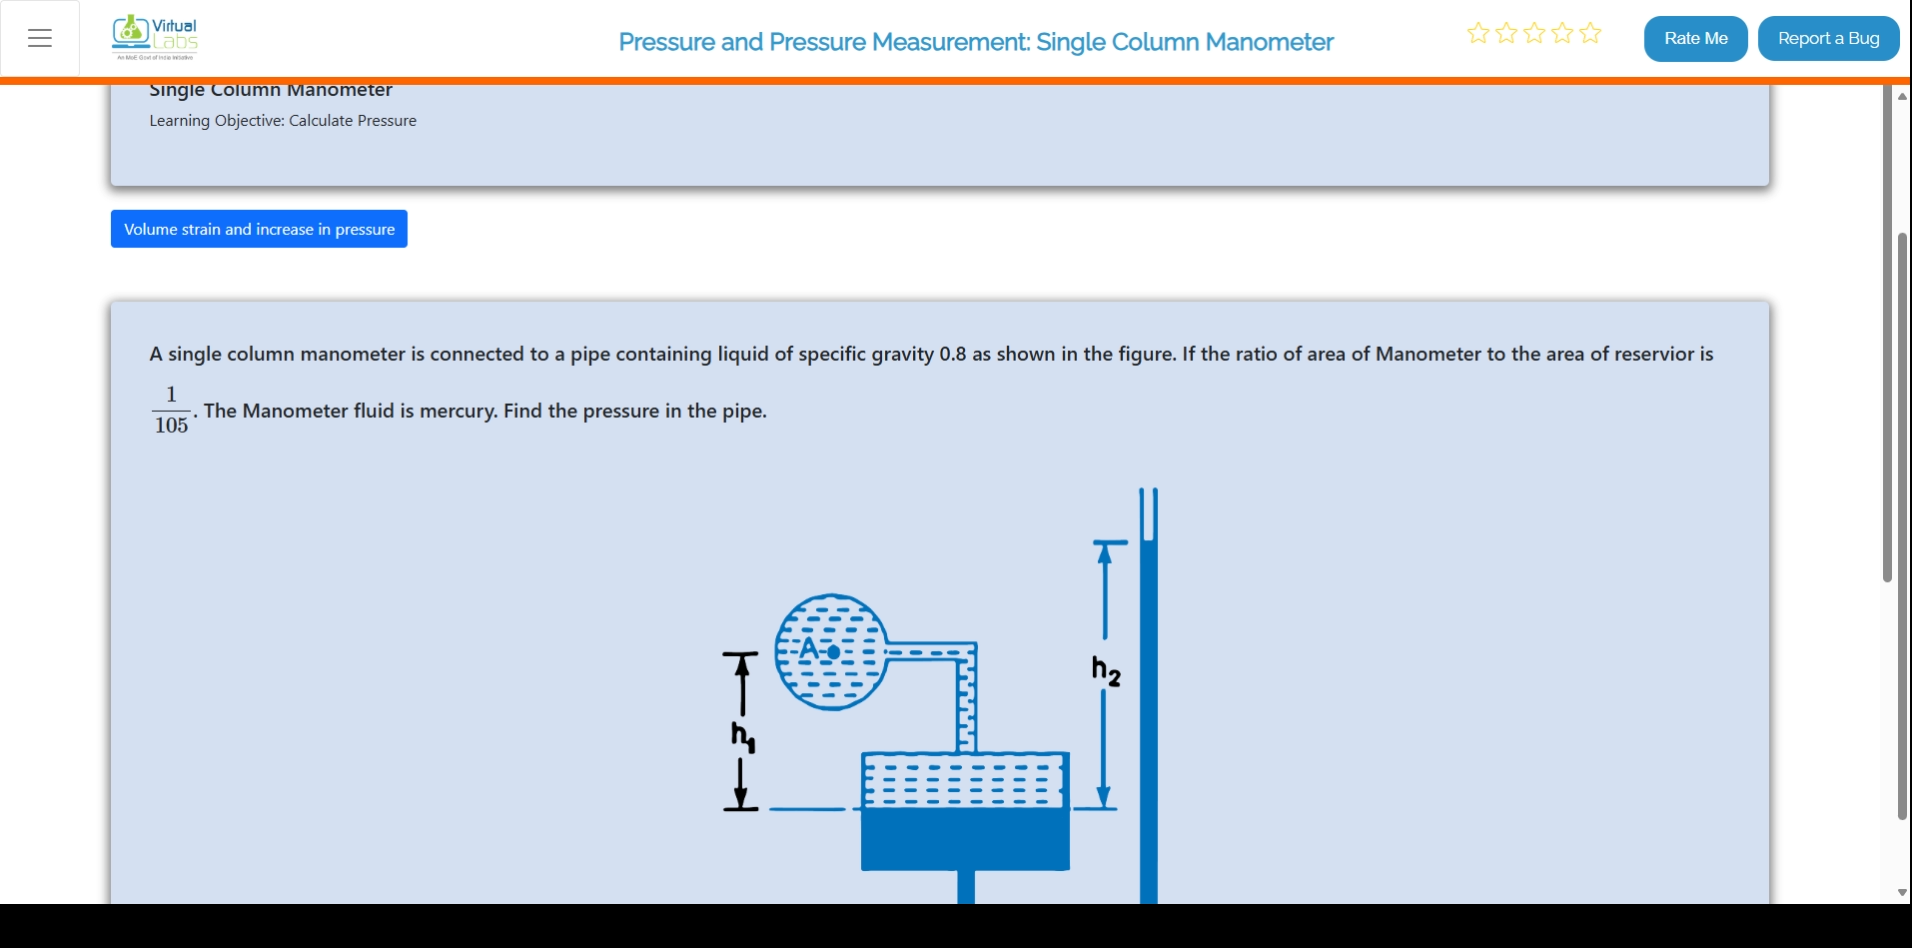 Virtual
Labs
An MoE Govt of India Initiative
Pressure and Pressure Measurement: Single Column Manometer
Rate Me
Report a Bug
Single Column Manometer
Learning Objective: Calculate Pressure
Volume strain and increase in pressure
A single column manometer is connected to a pipe containing liquid of specific gravity 0.8 as shown in the figure. If the ratio of area of Manometer to the area of reservior is
1
105
. The Manometer fluid is mercury. Find the pressure in the pipe.
A
h2
h1